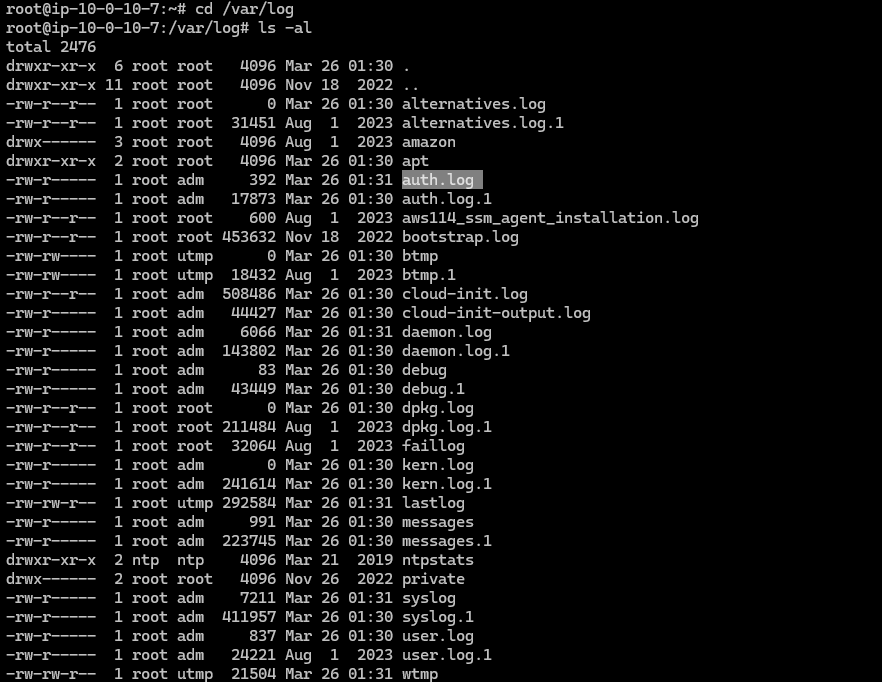 root@ip-10-0-10-7:~# cd /var/log
root@ip-10-0-10-7:/var/log# ls -al
total 2476
drwxr-xr-x  6 root root   4096 Mar 26 01:30 .
drwxr-xr-x 11 root root   4096 Nov 18  2022 ..
-rw-r--r--  1 root root      0 Mar 26 01:30 alternatives.log
-rw-r--r--  1 root root  31451 Aug  1  2023 alternatives.log.1
drwx------  3 root root   4096 Aug  1  2023 amazon
drwxr-xr-x  2 root root   4096 Mar 26 01:30 apt
-rw-r-----  1 root adm     392 Mar 26 01:31 auth.log
-rw-r-----  1 root adm   17873 Mar 26 01:30 auth.log.1
-rw-r--r--  1 root root    600 Aug  1  2023 aws114_ssm_agent_installation.log
-rw-r--r--  1 root root 453632 Nov 18  2022 bootstrap.log
-rw-rw----  1 root utmp      0 Mar 26 01:30 btmp
-rw-rw----  1 root utmp  18432 Aug  1  2023 btmp.1
-rw-r--r--  1 root adm  508486 Mar 26 01:30 cloud-init.log
-rw-r-----  1 root adm   44427 Mar 26 01:30 cloud-init-output.log
-rw-r-----  1 root adm    6066 Mar 26 01:31 daemon.log
-rw-r-----  1 root adm  143802 Mar 26 01:30 daemon.log.1
-rw-r-----  1 root adm      83 Mar 26 01:30 debug
-rw-r-----  1 root adm   43449 Mar 26 01:30 debug.1
-rw-r--r--  1 root root      0 Mar 26 01:30 dpkg.log
-rw-r--r--  1 root root 211484 Aug  1  2023 dpkg.log.1
-rw-r--r--  1 root root  32064 Aug  1  2023 faillog
-rw-r-----  1 root adm       0 Mar 26 01:30 kern.log
-rw-r-----  1 root adm  241614 Mar 26 01:30 kern.log.1
-rw-rw-r--  1 root utmp 292584 Mar 26 01:31 lastlog
-rw-r-----  1 root adm     991 Mar 26 01:30 messages
-rw-r-----  1 root adm  223745 Mar 26 01:30 messages.1
drwxr-xr-x  2 ntp  ntp    4096 Mar 21  2019 ntpstats
drwx------  2 root root   4096 Nov 26  2022 private
-rw-r-----  1 root adm    7211 Mar 26 01:31 syslog
-rw-r-----  1 root adm  411957 Mar 26 01:30 syslog.1
-rw-r-----  1 root adm     837 Mar 26 01:30 user.log
-rw-r-----  1 root adm   24221 Aug  1  2023 user.log.1
-rw-rw-r--  1 root utmp  21504 Mar 26 01:31 wtmp